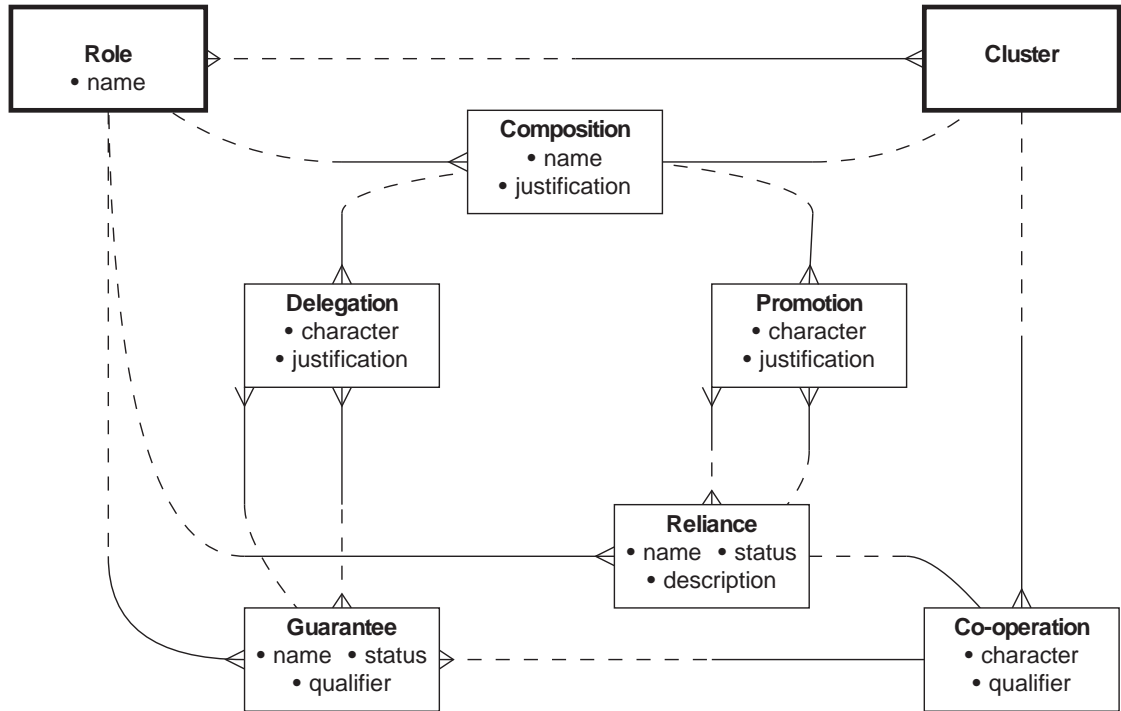 Role
• name
Cluster
Composition
• name
• justification
Delegation
• character
• justification
Promotion
• character
• justification
Reliance
• name • status
• description
Guarantee
• name • status
• qualifier
Co-operation
• character
• qualifier